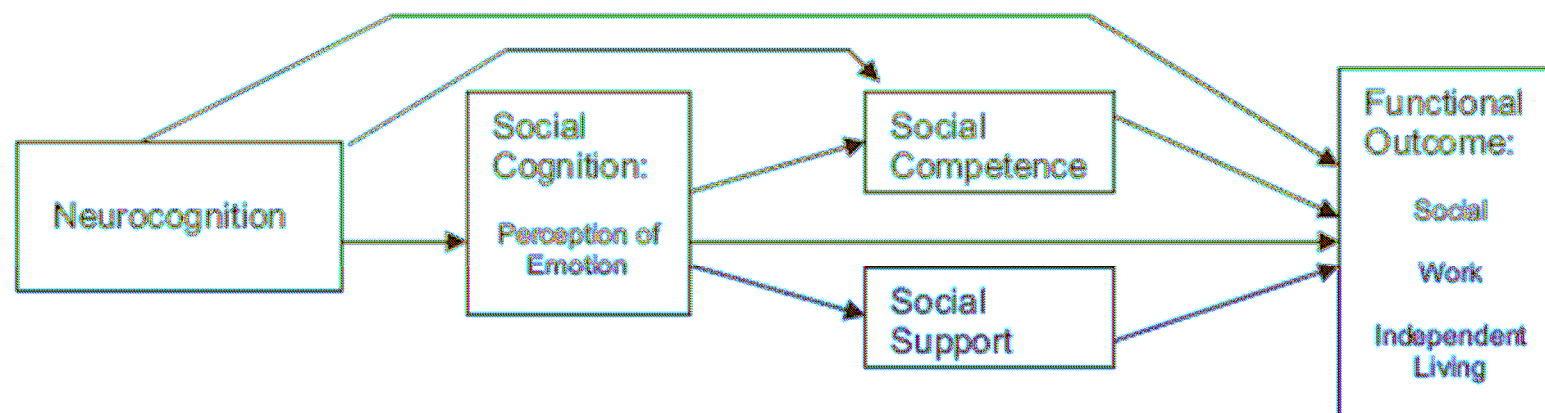 Neurocognition
Social
Cognition:
Perception of
Emotion
Social
Competence
Social
Support
Functional
Outcome:
Social
Work
Independent
Living